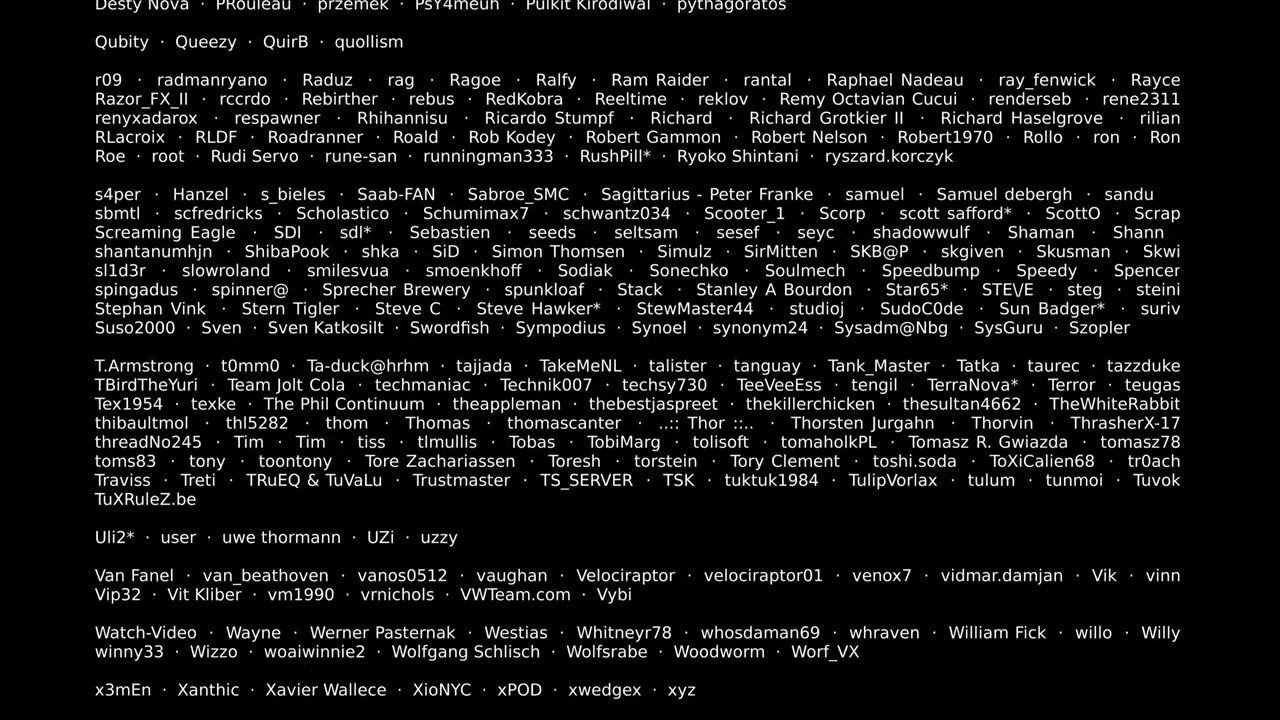 Desty Nova · PRouleau · przemek · PsY4meuh · Pulkit Kirodiwal · pythagoratos
Qubity · Queezy · QuirB · quollism
r09 · radmanryano · Raduz · rag · Ragoe · Ralfy · Ram Raider · rantal · Raphael Nadeau · ray_fenwick · Rayce
Razor_FX_II · rccrdo · Rebirther · rebus · RedKobra · Reeltime · reklov · Remy Octavian Cucui · renderseb · rene2311
renyxadarox · respawner · Rhihannisu · Ricardo Stumpf · Richard · Richard Grotkier II · Richard Haselgrove · rilian
RLacroix · RLDF · Roadranner · Roald · Rob Kodey · Robert Gammon · Robert Nelson · Robert1970 · Rollo · ron · Ron
Roe · root · Rudi Servo · rune-san · runningman333 · RushPill* · Ryoko Shintani · ryszard.korczyk
s4per · Hanzel · s_bieles · Saab-FAN · Sabroe_SMC · Sagittarius - Peter Franke · samuel · Samuel debergh · sandu
sbmtl · scfredricks · Scholastico · Schumimax7 · schwantz034 · Scooter_1 · Scorp · scott safford* · ScottO · Scrap
Screaming Eagle · SDI · sdl* · Sebastien · seeds · seltsam · sesef · seyc · shadowwulf · Shaman · Shann
shantanumhjn · ShibaPook · shka · SiD · Simon Thomsen · Simulz · SirMitten · SKB@P · skgiven · Skusman · Skwi
sl1d3r · slowroland · smilesvua · smoenkhoff · Sodiak · Sonechko · Soulmech · Speedbump · Speedy · Spencer
spingadus · spinner@ · Sprecher Brewery · spunkloaf · Stack · Stanley A Bourdon · Star65* · STE\/E · steg · steini
Stephan Vink · Stern Tigler · Steve C · Steve Hawker* · StewMaster44 · studioj · SudoC0de · Sun Badger* · suriv
Suso2000 · Sven · Sven Katkosilt · Swordfish · Sympodius · Synoel · synonym24 · Sysadm@Nbg · SysGuru · Szopler
T.Armstrong · t0mm0 · Ta-duck@hrhm · tajjada · TakeMeNL · talister · tanguay · Tank_Master · Tatka · taurec · tazzduke
TBirdTheYuri · Team Jolt Cola · techmaniac · Technik007 · techsy730 · TeeVeeEss · tengil · TerraNova* · Terror · teugas
Tex1954 · texke · The Phil Continuum · theappleman · thebestjaspreet · thekillerchicken · thesultan4662 · TheWhiteRabbit
thibaultmol · thl5282 · thom · Thomas · thomascanter · ..:: Thor ::.. · Thorsten Jurgahn · Thorvin · ThrasherX-17
threadNo245 · Tim · Tim · tiss · tlmullis · Tobas · TobiMarg · tolisoft · tomaholkPL · Tomasz R. Gwiazda · tomasz78
toms83 · tony · toontony · Tore Zachariassen · Toresh · torstein · Tory Clement · toshi.soda · ToXiCalien68 · tr0ach
Traviss · Treti · TRuEQ & TuVaLu · Trustmaster · TS_SERVER · TSK · tuktuk1984 · TulipVorlax · tulum · tunmoi · Tuvok
TuXRuleZ.be
Uli2* · user · uwe thormann · UZi · uzzy
Van Fanel · van_beathoven · vanos0512 · vaughan · Velociraptor · velociraptor01 · venox7 · vidmar.damjan · Vik · vinn
Vip32 · Vit Kliber · vm1990 · vrnichols · VWTeam.com · Vybi
Watch-Video · Wayne · Werner Pasternak · Westias · Whitneyr78 · whosdaman69 · whraven · William Fick · willo · Willy
winny33 · Wizzo · woaiwinnie2 · Wolfgang Schlisch · Wolfsrabe · Woodworm · Worf_VX
x3mEn · Xanthic · Xavier Wallece · XioNYC · xPOD · xwedgex · xyz